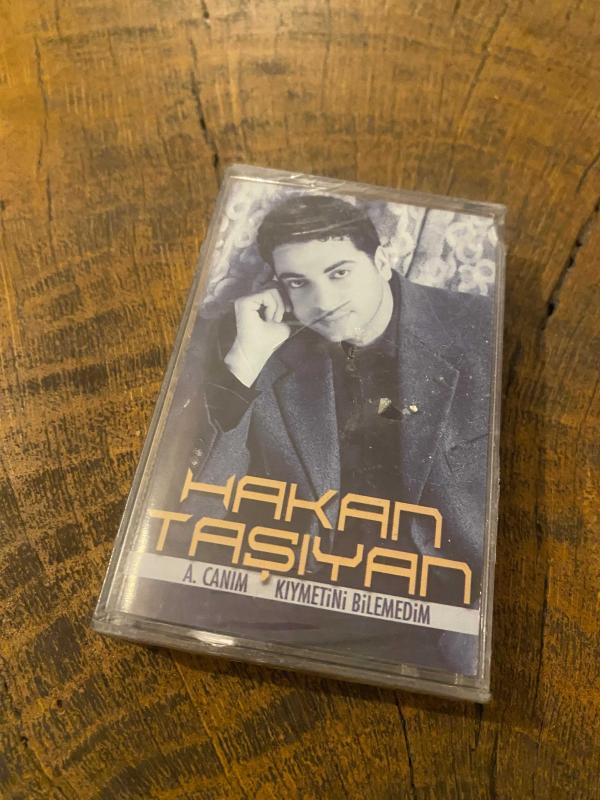 HAKAN
TAŞIYAN
A. CANIM KIYMETİNİ BİLEMEDİM